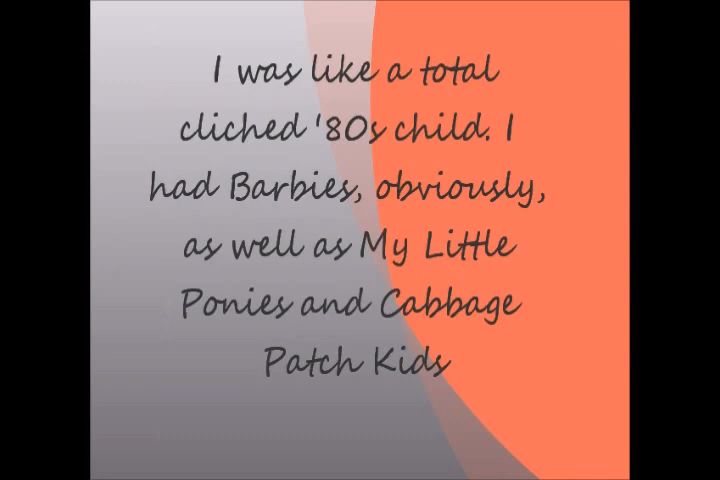 I was like a total
cliched '80s child. I
had Barbies, obviously,
as well as My Little
Ponies and Cabbage
Patch Kids